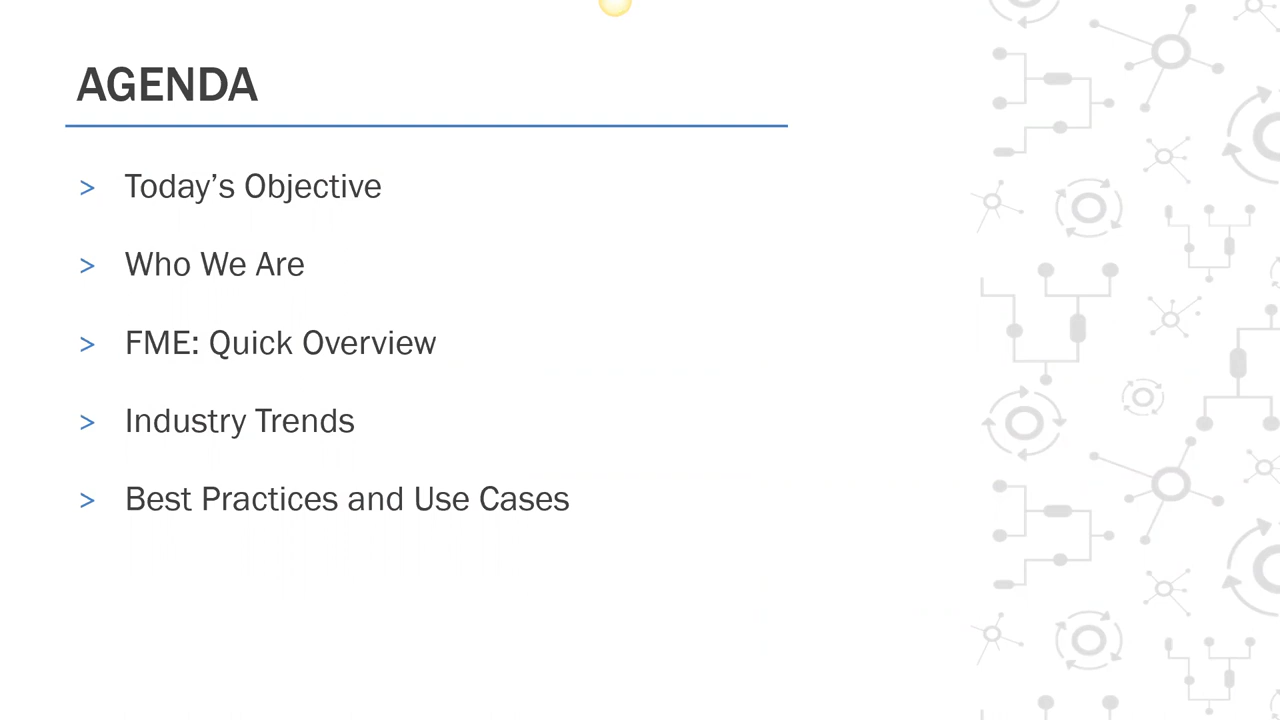 AGENDA
> Today’s Objective
> Who We Are
> FME: Quick Overview
> Industry Trends
> Best Practices and Use Cases